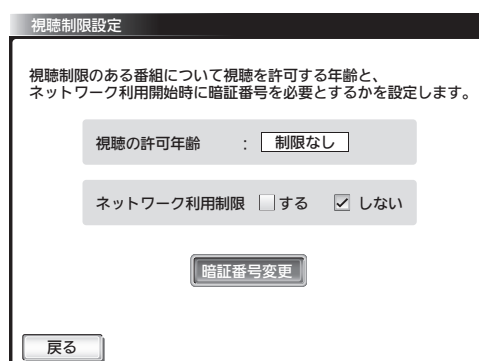 視聴制限設定
視聴制限のある番組について視聴を許可する年齢と、
ネットワーク利用開始時に暗証番号を必要とするかを設定します。
視聴の許可年齢 : 制限なし
ネットワーク利用制限 する しない
暗証番号変更
戻る